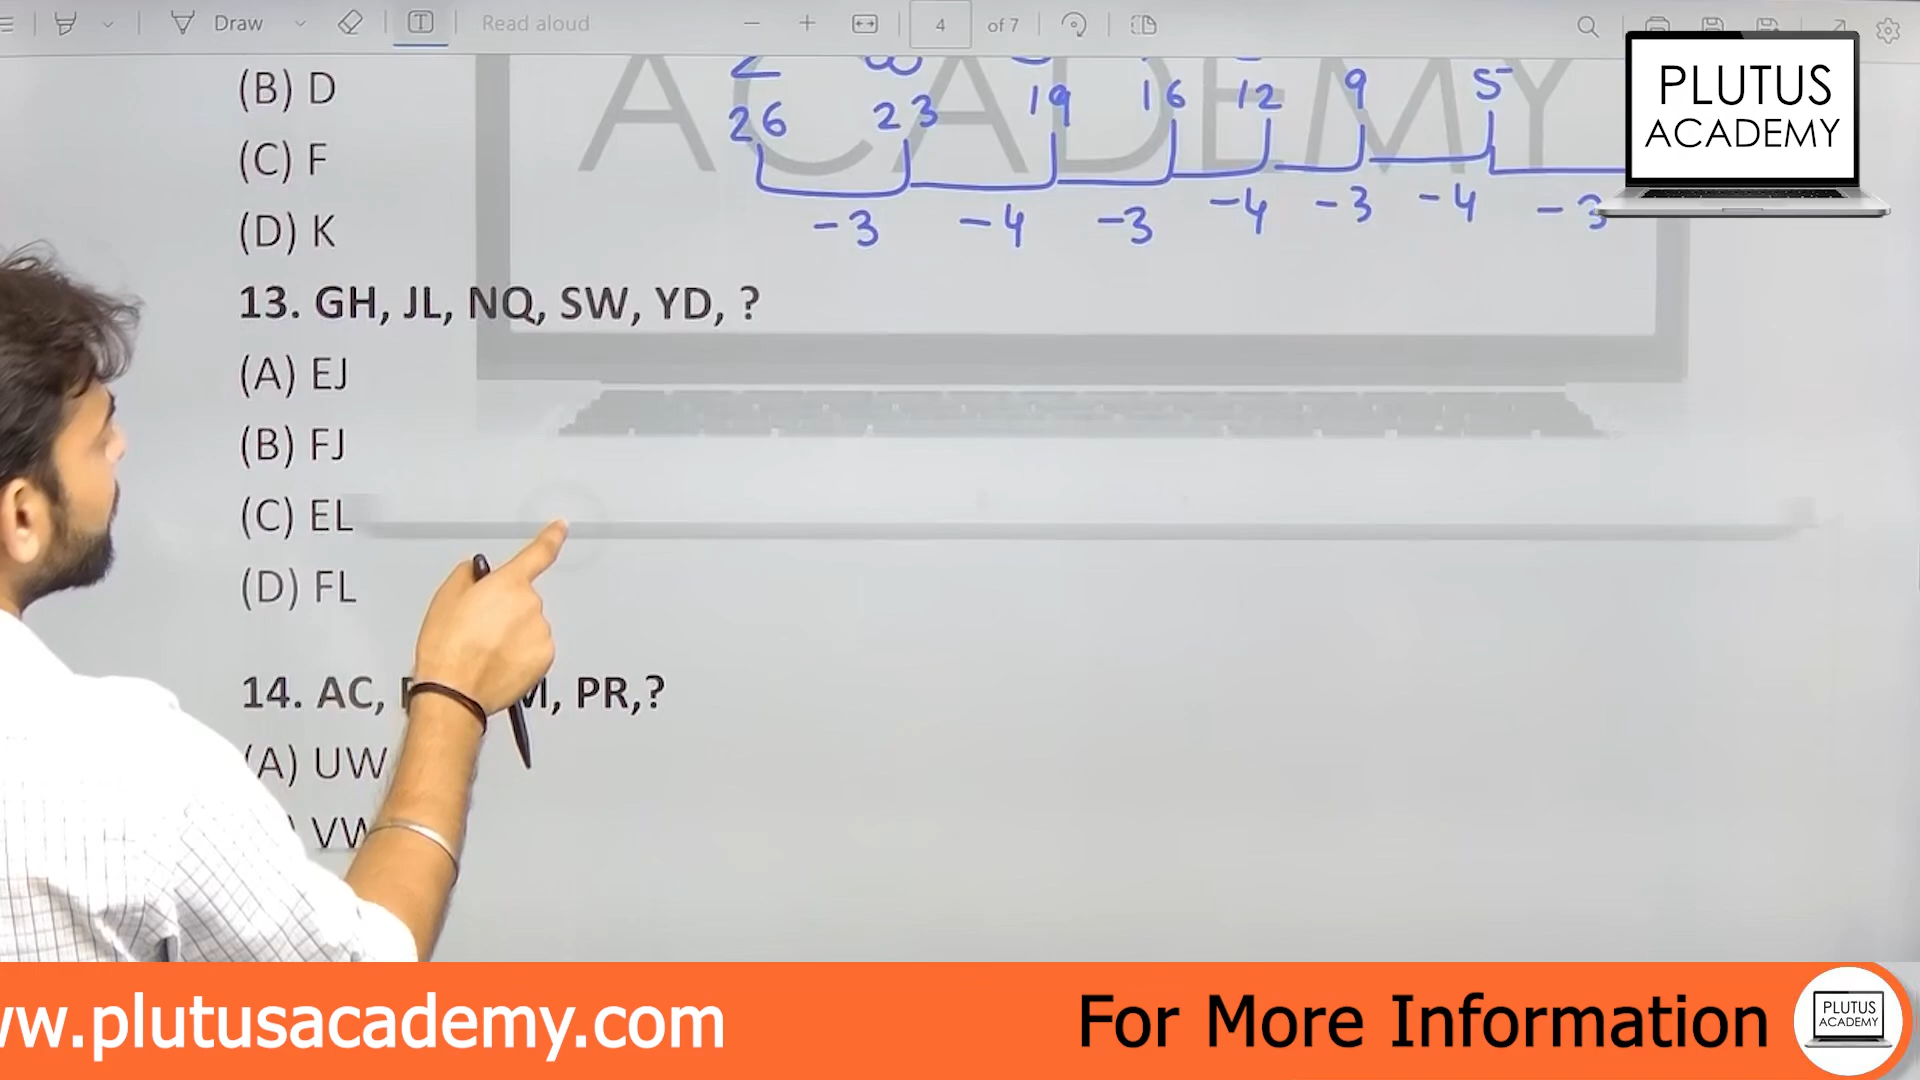 Draw
Read aloud
4 of 7
PLUTUS
ACADEMY
ACADEMY
26 23 19 16 12 9 5
-3 -4 -3 -4 -3 -4 -3
(B) D
(C) F
(D) K
13. GH, JL, NQ, SW, YD, ?
(A) EJ
(B) FJ
(C) EL
(D) FL
14. AC, PR,?
(A) UW
www.plutusacademy.com
For More Information
PLUTUS
ACADEMY